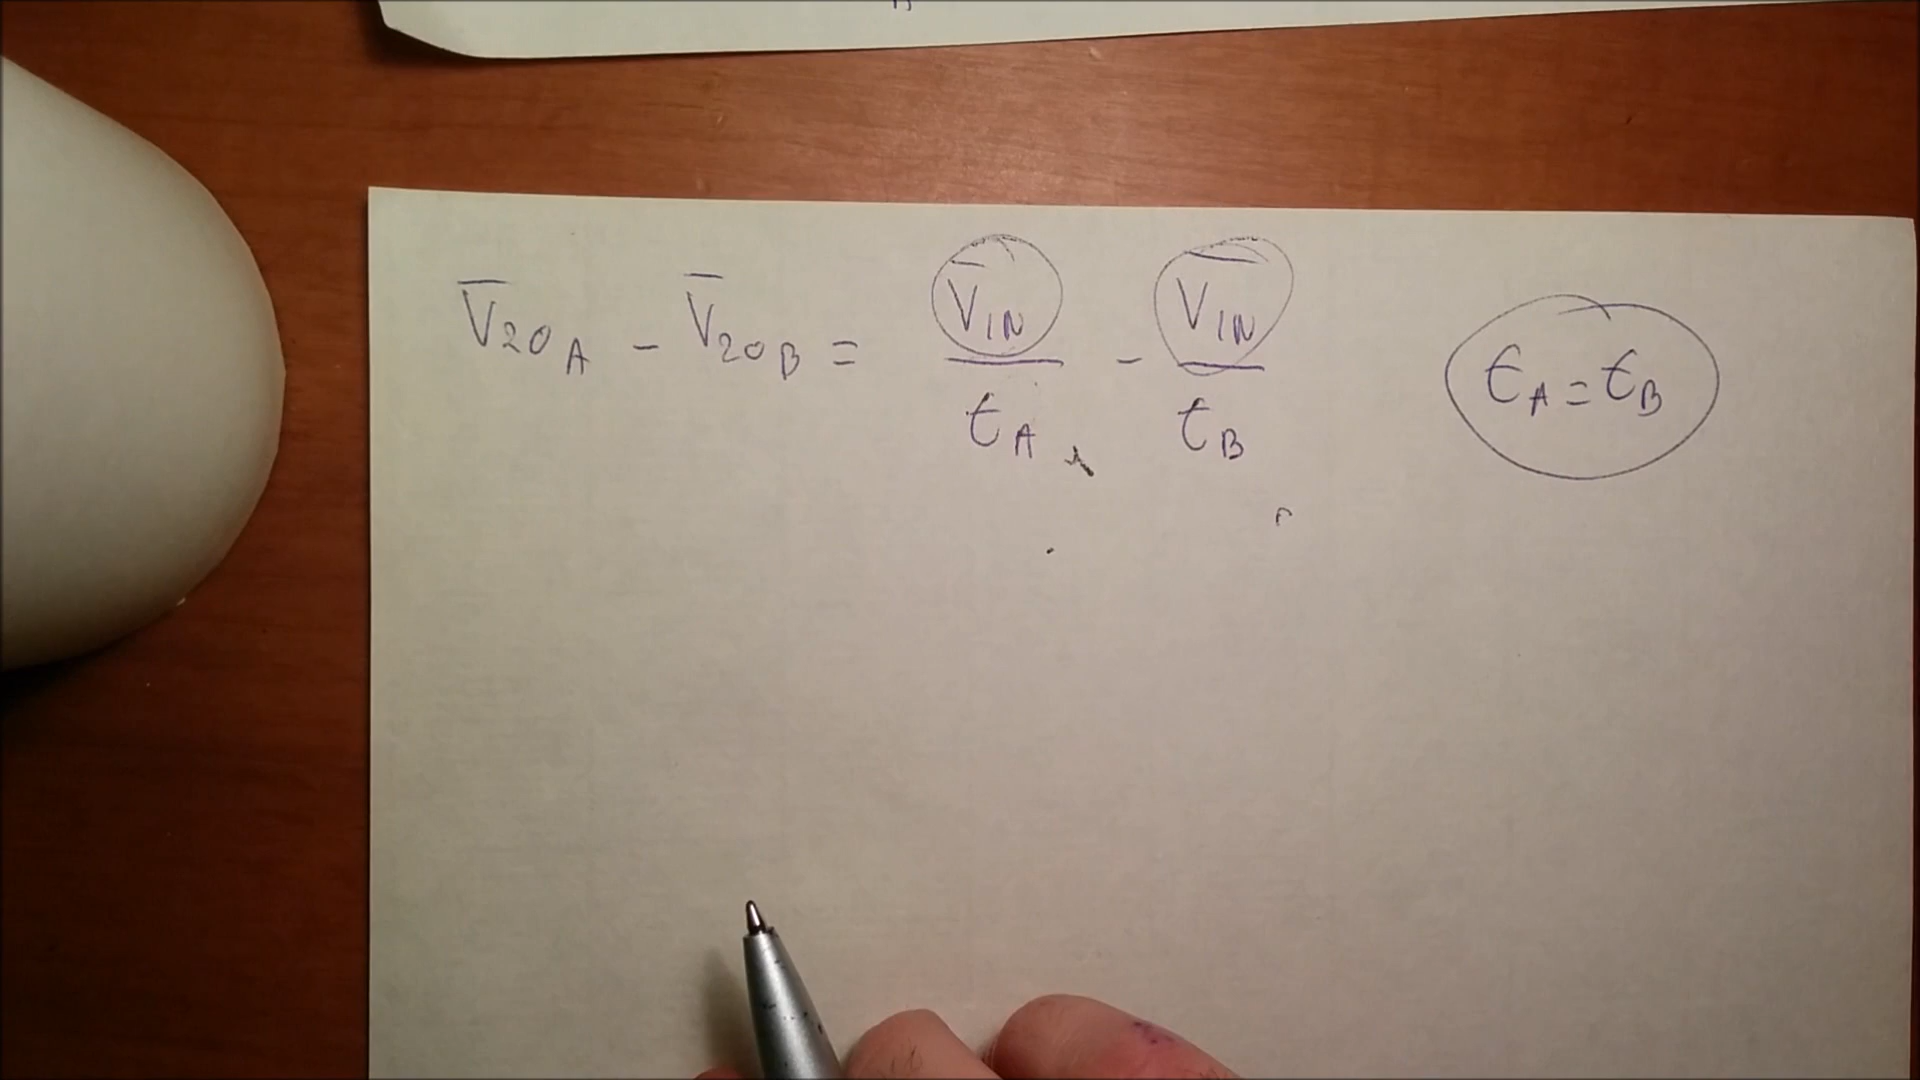 V̅20A - V̅20B = V̅IN/tA - V̅IN/tB tA = tB